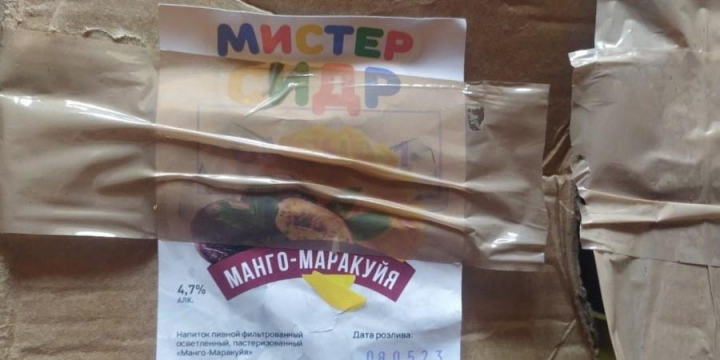 МИСТЕР
СИДР
МАНГО-МАРАКУЙЯ
4,7%
АЛК.
Напиток пивной фильтрованный
осветленный, пастеризованный
«Манго-Маракуйя»
Дата розлива:
080523